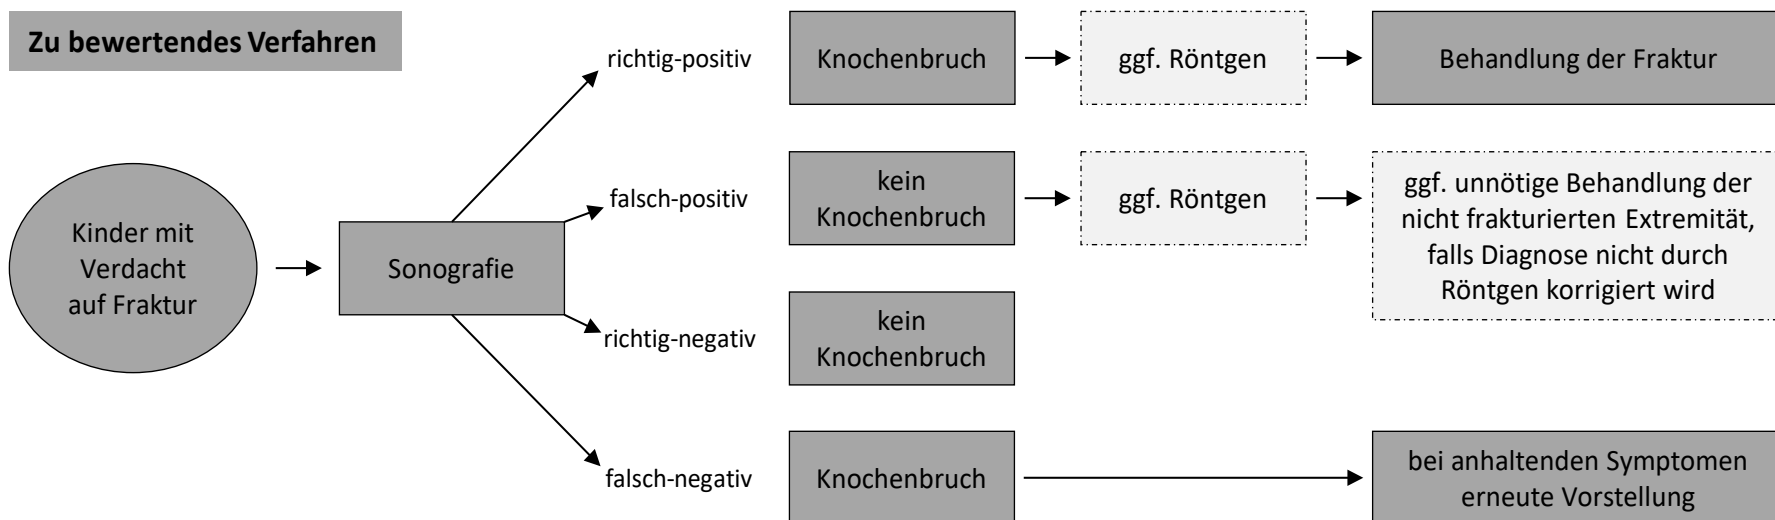 Zu bewertendes Verfahren
Kinder mit
Verdacht
auf Fraktur
Sonografie
richtig-positiv
Knochenbruch
ggf. Röntgen
Behandlung der Fraktur
falsch-positiv
kein
Knochenbruch
ggf. Röntgen
ggf. unnötige Behandlung der
nicht frakturierten Extremität,
falls Diagnose nicht durch
Röntgen korrigiert wird
richtig-negativ
kein
Knochenbruch
falsch-negativ
Knochenbruch
bei anhaltenden Symptomen
erneute Vorstellung